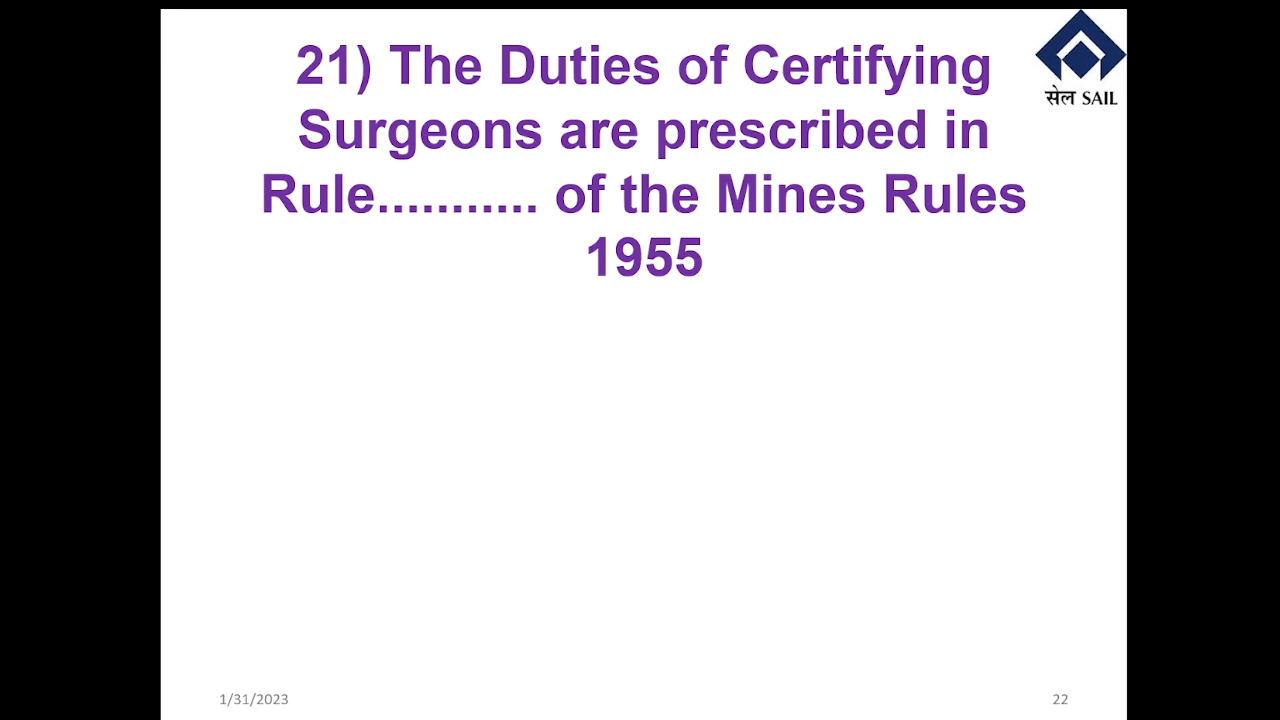 21) The Duties of Certifying
Surgeons are prescribed in
Rule........... of the Mines Rules
1955
सेल SAIL
1/31/2023
22